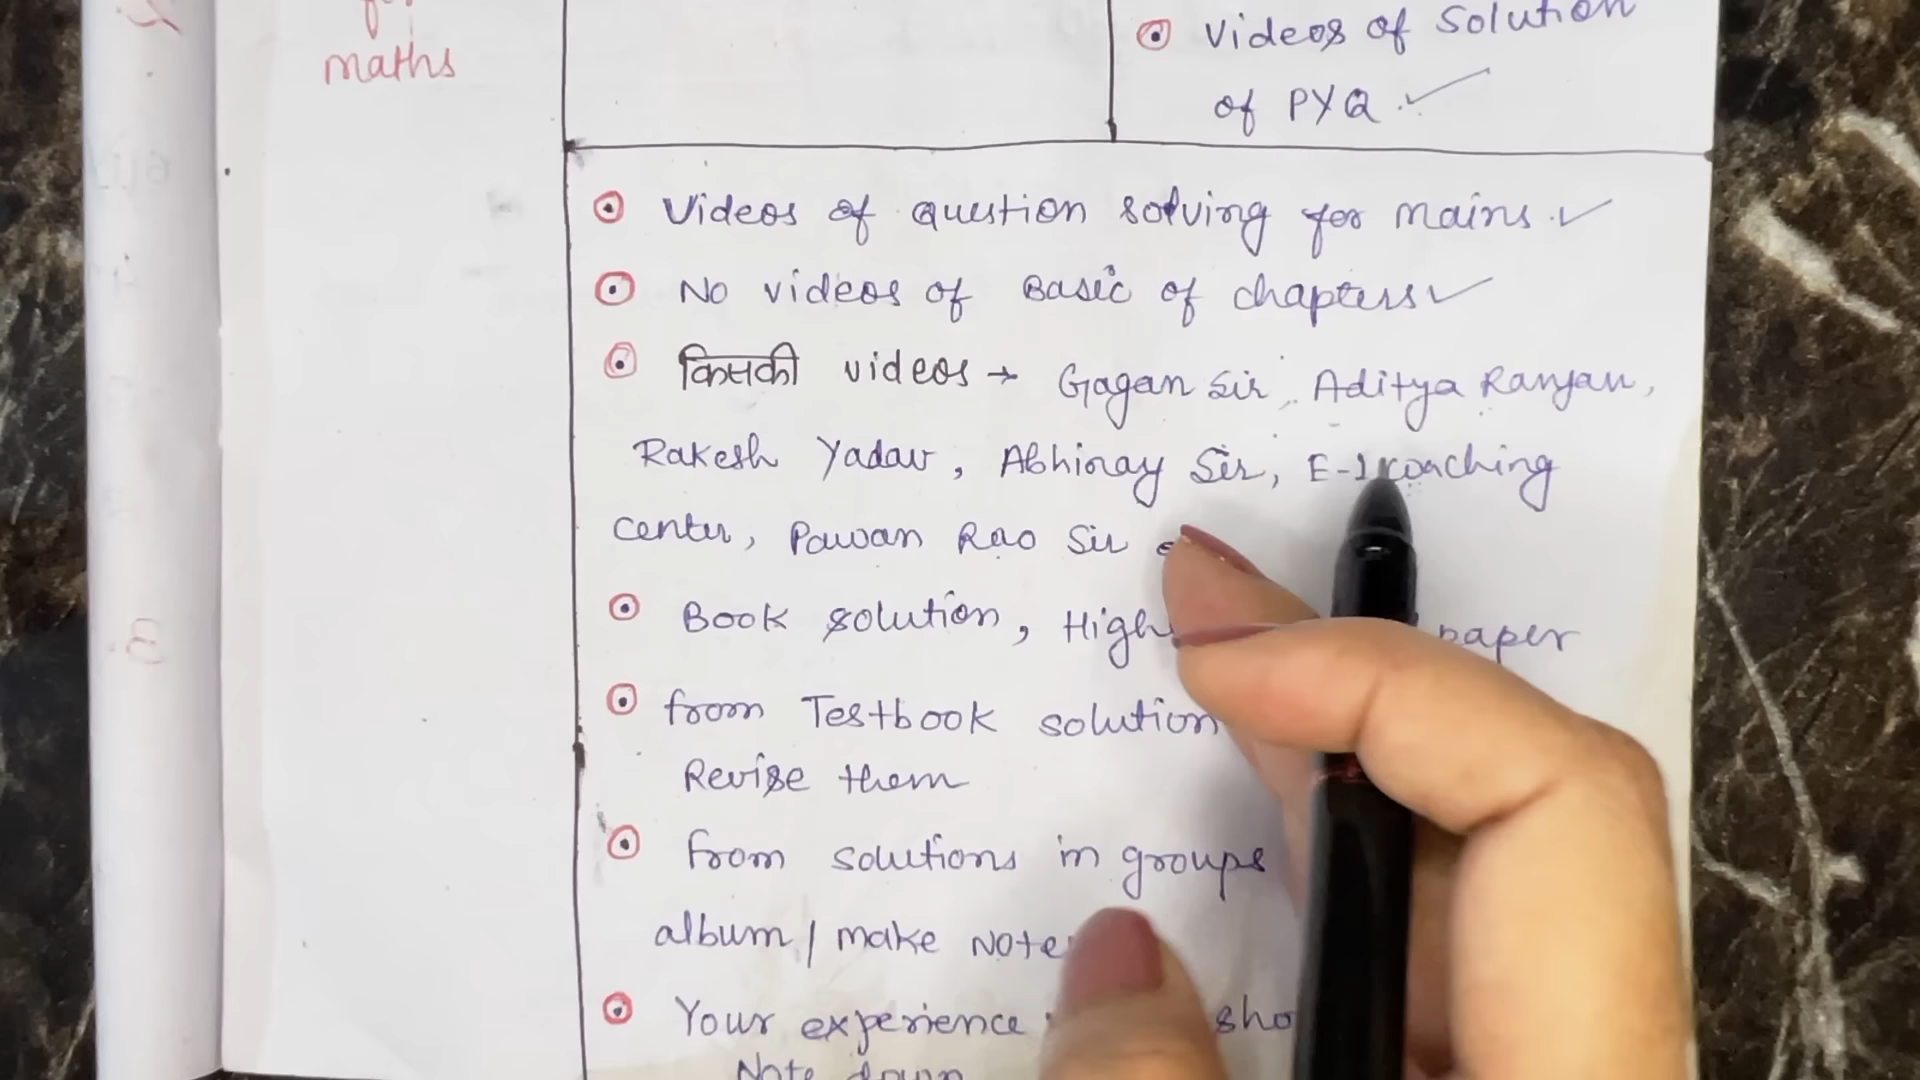 maths
Videos of Solution
of PYQ
Videos of question solving for mains.
No videos of Basic of chapters
किसकी videos → Gagan Sir, Aditya Ranjan,
Rakesh Yadav, Abhinay Sir, E-1 coaching
center, Pawan Rao Sir
Book solution, High paper
from Testbook solution
Revise them
from solutions in groups
album/ make Note
Your experience sho
Note down